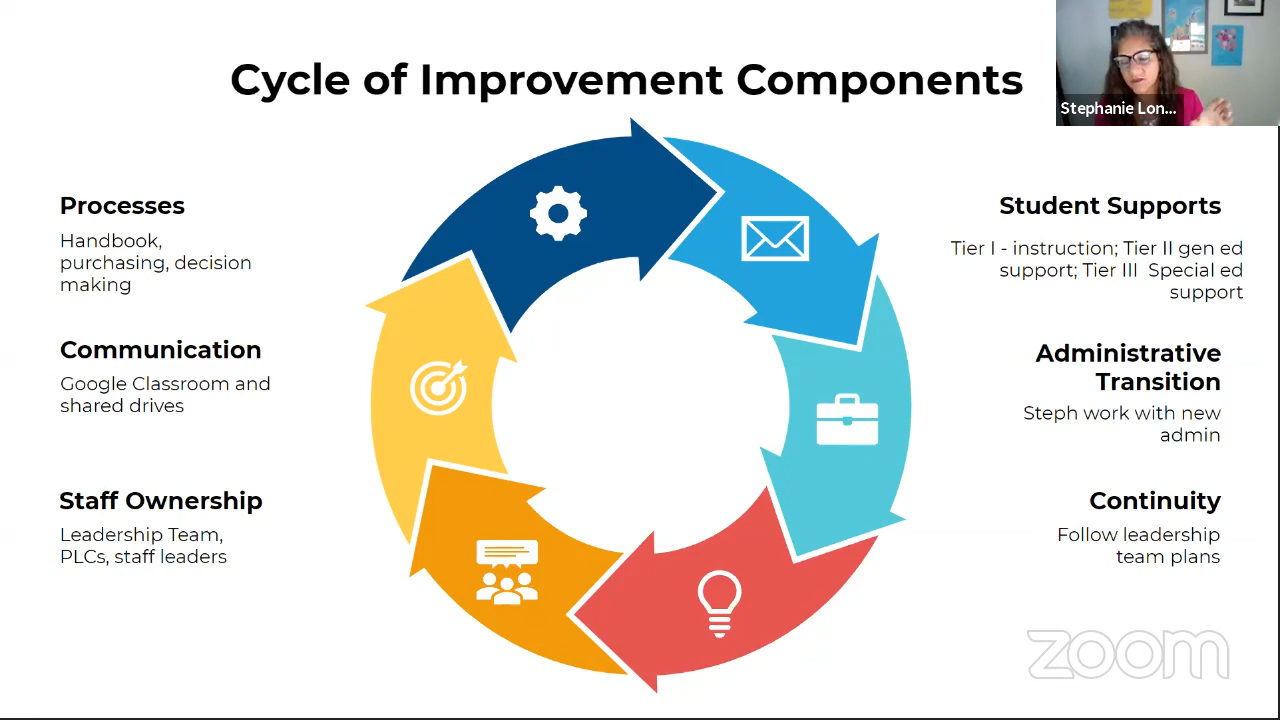 Cycle of Improvement Components
Stephanie Lon...
Processes
Handbook,
purchasing, decision
making
Communication
Google Classroom and
shared drives
Staff Ownership
Leadership Team,
PLCs, staff leaders
Student Supports
Tier I - instruction; Tier II gen ed
support; Tier III Special ed
support
Administrative
Transition
Steph work with new
admin
Continuity
Follow leadership
team plans
zoom